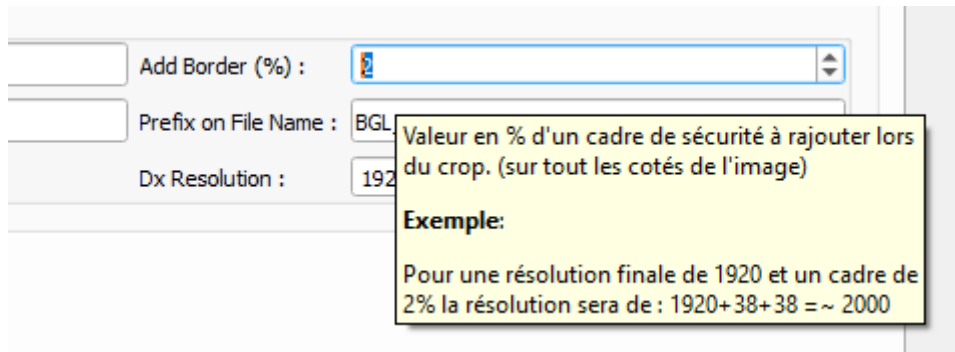 Add Border (%) :
2
Prefix on File Name :
BGL_
Valeur en % d'un cadre de sécurité à rajouter lors
du crop. (sur tout les cotés de l'image)
Dx Resolution :
192
Exemple:
Pour une résolution finale de 1920 et un cadre de
2% la résolution sera de : 1920+38+38 =~ 2000